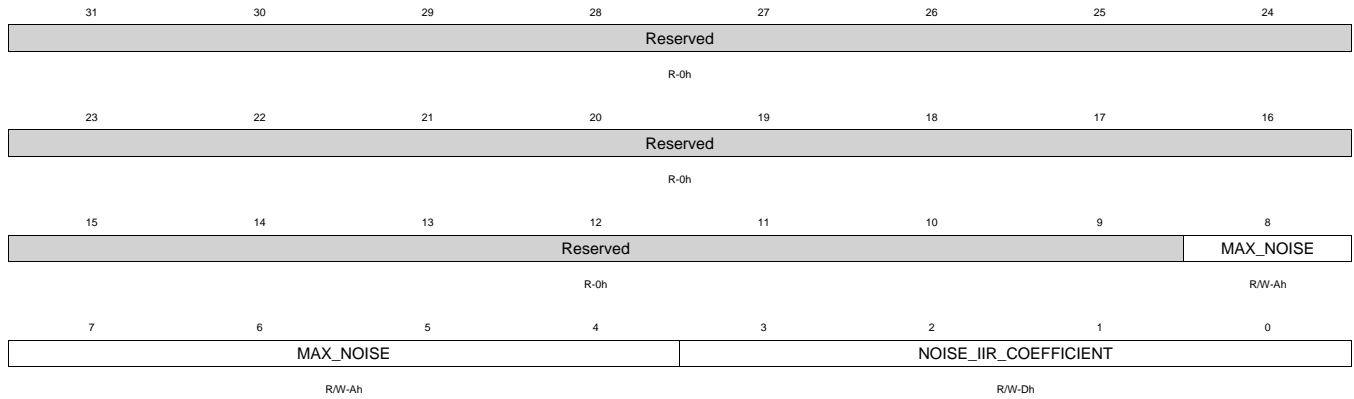 31 30 29 28 27 26 25 24
Reserved
R-0h
23 22 21 20 19 18 17 16
Reserved
R-0h
15 14 13 12 11 10 9 8
Reserved MAX_NOISE
R-0h R/W-Ah
7 6 5 4 3 2 1 0
MAX_NOISE NOISE_IIR_COEFFICIENT
R/W-Ah R/W-Dh